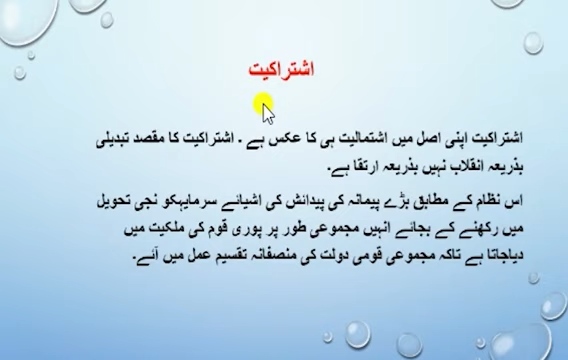 اشتراکیت
اشتراکیت اپنی اصل میں اشتمالیت ہی کا عکس ہے ۔ اشتراکیت کا مقصد تبدیلی
بذریعہ انقلاب نہیں بذریعہ ارتقا ہے۔
اس نظام کے مطابق بڑے پیمانہ کی پیدائش کی اشیائے سرمایہکو نجی تحویل
میں رکھنے کے بجائے انہیں مجموعی طور پر پوری قوم کی ملکیت میں
دیاجاتا ہے تاکہ مجموعی قومی دولت کی منصفانہ تقسیم عمل میں آئے۔